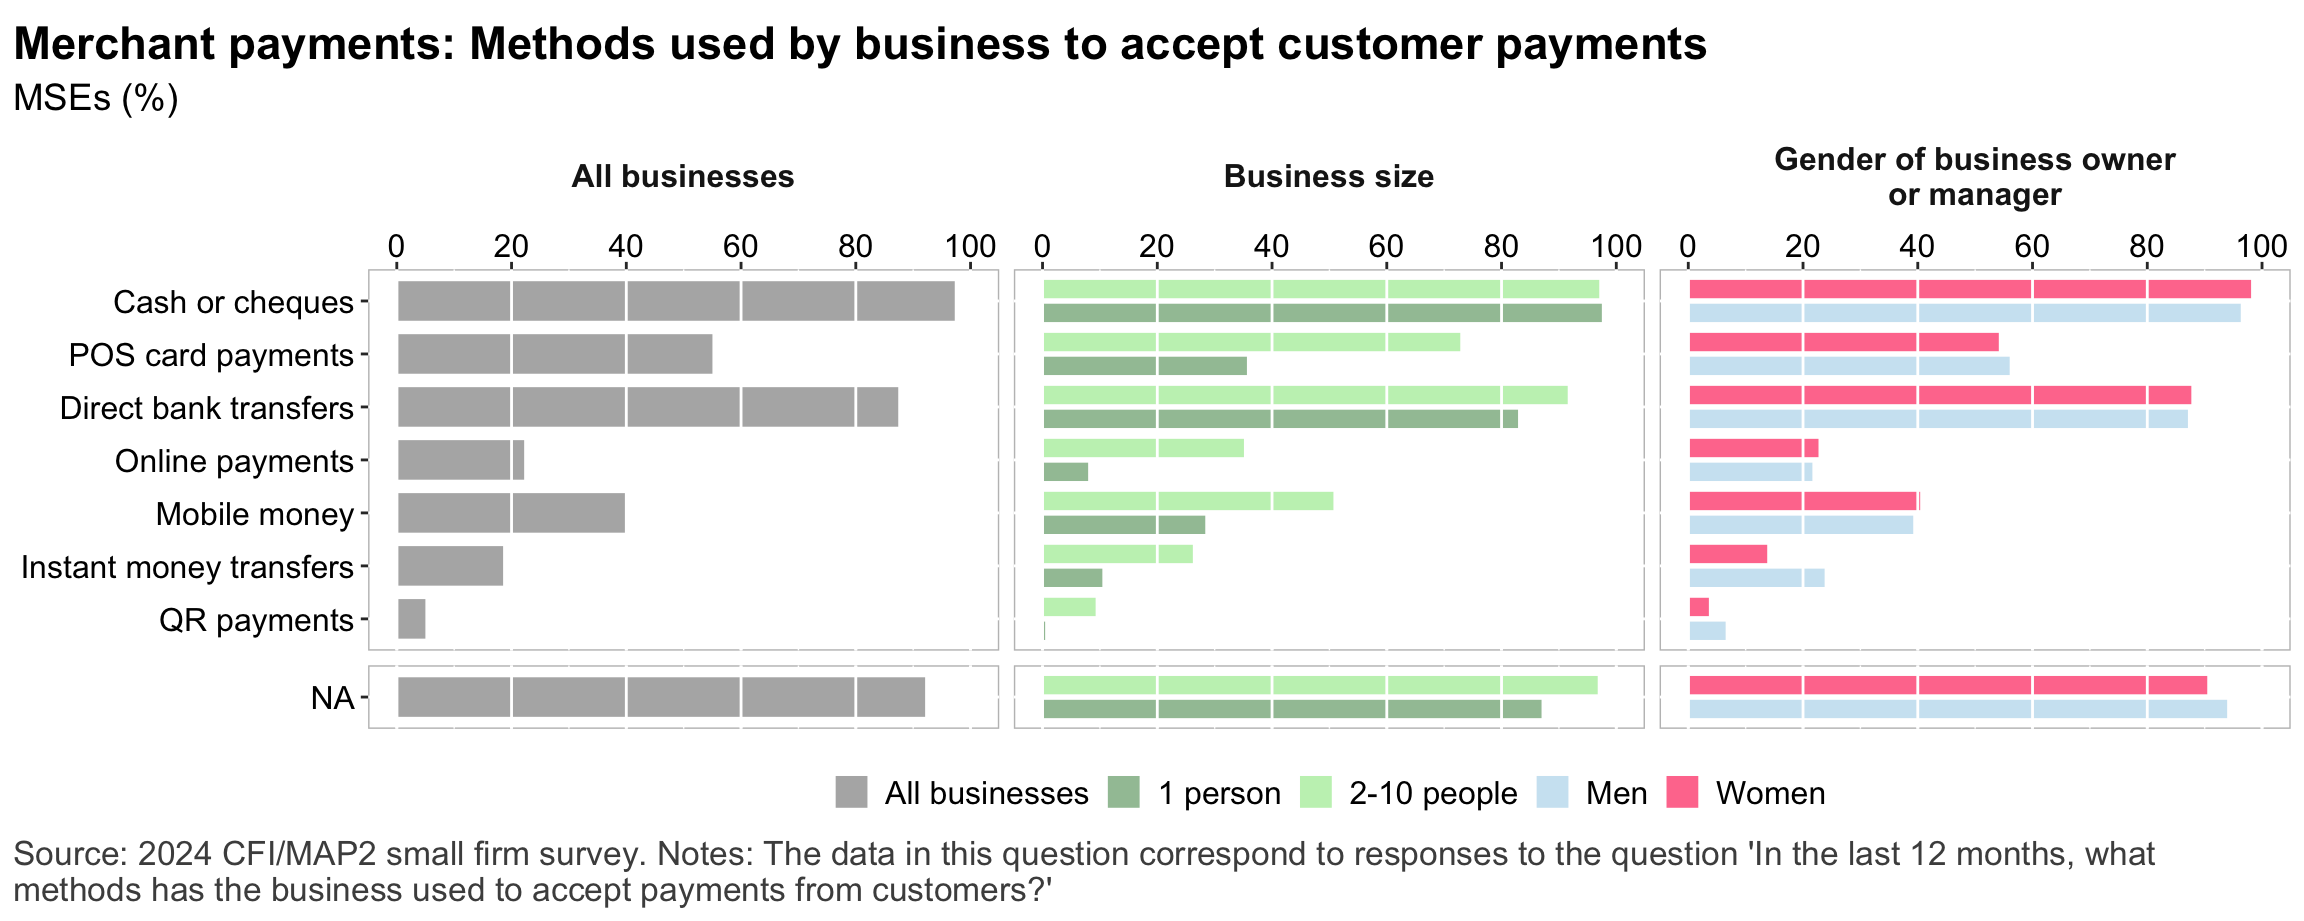 Merchant payments: Methods used by business to accept customer payments
MSEs (%)
All businesses
Business size
Gender of business owner
or manager
0 20 40 60 80 100
0 20 40 60 80 100
0 20 40 60 80 100
Cash or cheques
POS card payments
Direct bank transfers
Online payments
Mobile money
Instant money transfers
QR payments
NA
All businesses 1 person 2-10 people Men Women
Source: 2024 CFI/MAP2 small firm survey. Notes: The data in this question correspond to responses to the question 'In the last 12 months, what
methods has the business used to accept payments from customers?'